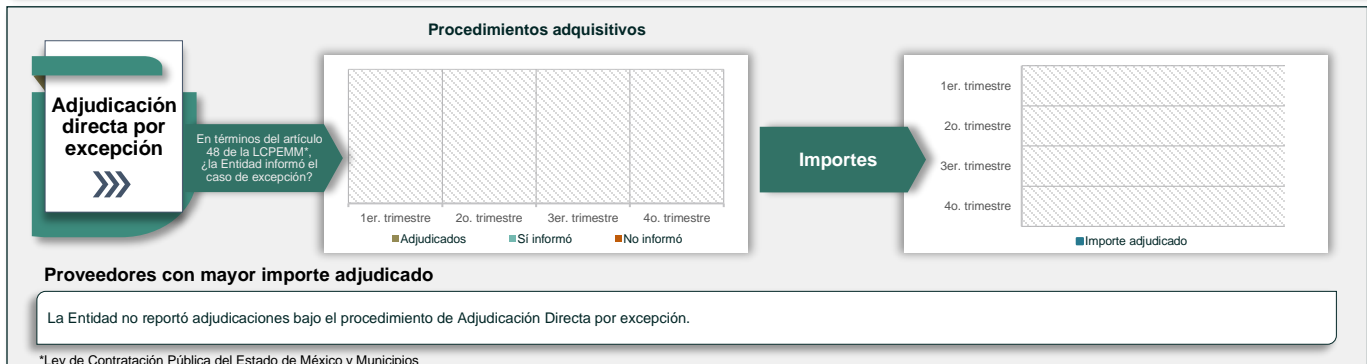 Procedimientos adquisitivos
Adjudicación
directa por
excepción
En términos del artículo
48 de la LCPEMM*,
¿la Entidad informó el
caso de excepción?
1er. trimestre 2o. trimestre 3er. trimestre 4o. trimestre
Adjudicados Sí informó No informó
Importes
1er. trimestre
2o. trimestre
3er. trimestre
4o. trimestre
Importe adjudicado
Proveedores con mayor importe adjudicado
La Entidad no reportó adjudicaciones bajo el procedimiento de Adjudicación Directa por excepción.
*Ley de Contratación Pública del Estado de México y Municipios